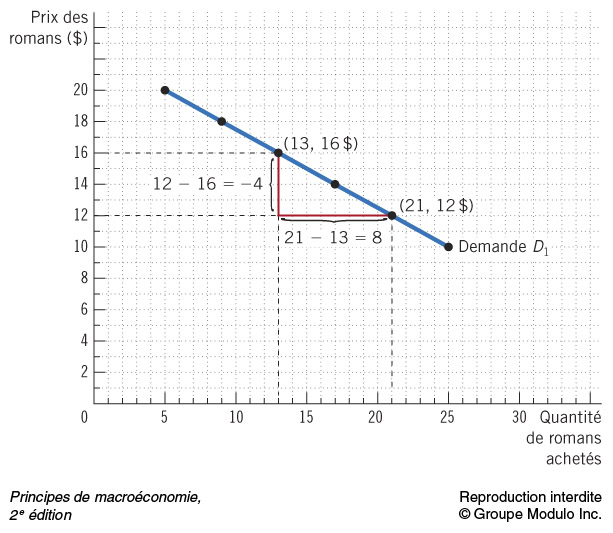 Prix des
romans ($)
20
18
16
14
12
10
8
6
4
2
(13, 16 $)
12 − 16 = −4
(21, 12 $)
21 − 13 = 8
Demande D₁
0 5 10 15 20 25 30 Quantité
de romans
achetés
Principes de macroéconomie,
2ᵉ édition
Reproduction interdite
© Groupe Modulo Inc.